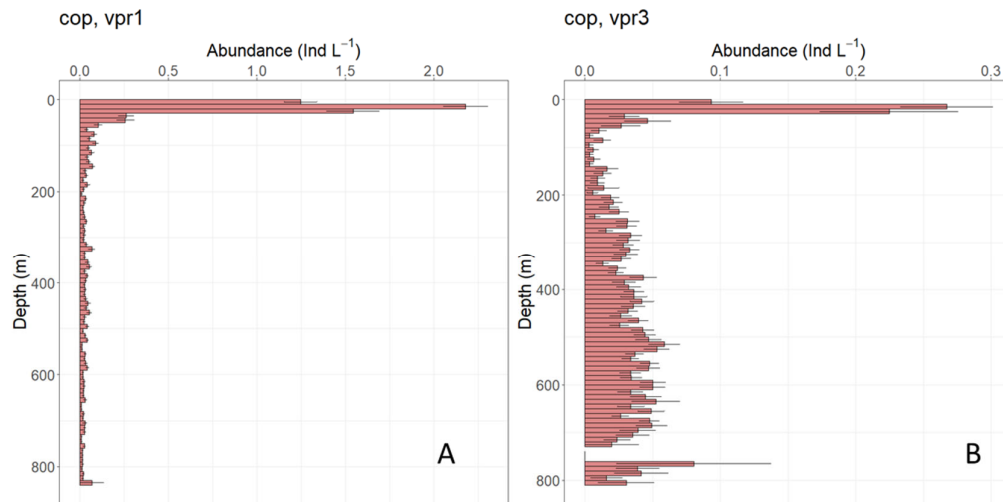 cop, vpr1
Abundance (Ind L⁻¹)
0.0 0.5 1.0 1.5 2.0
Depth (m)
0
200
400
600
800
A
cop, vpr3
Abundance (Ind L⁻¹)
0.0 0.1 0.2 0.3
Depth (m)
0
200
400
600
800
B